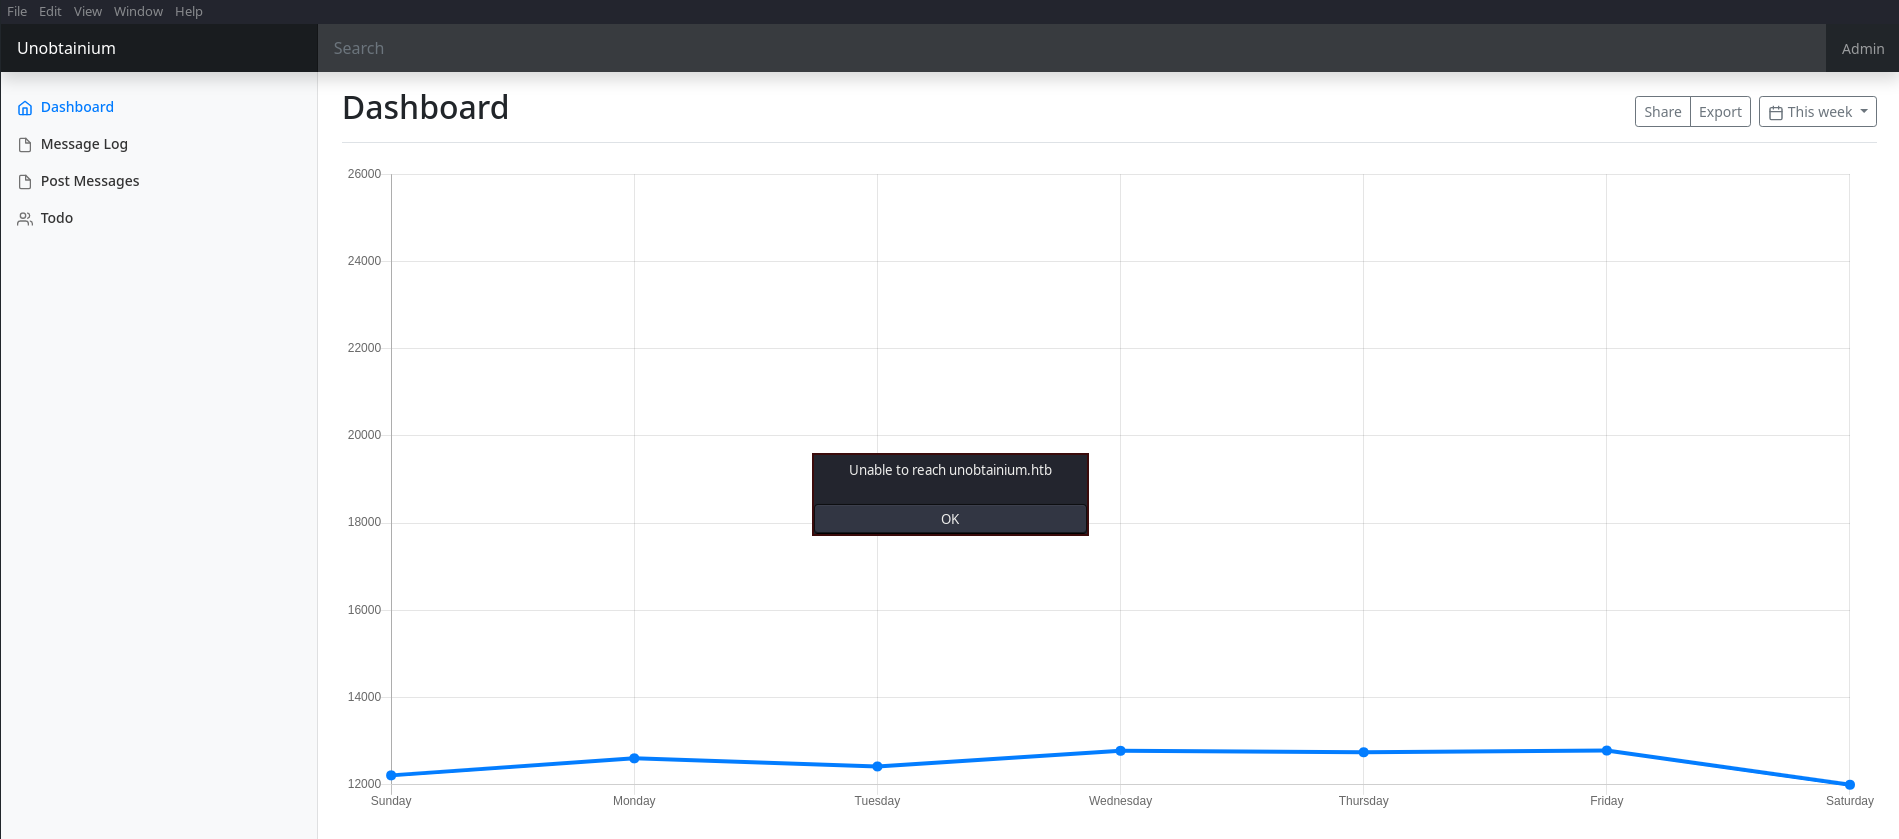 File Edit View Window Help
Unobtainium Search Admin
Dashboard
Message Log
Post Messages
Todo
Dashboard
Share Export This week
26000
24000
22000
20000
18000
16000
14000
12000
Sunday Monday Tuesday Wednesday Thursday Friday Saturday
Unable to reach unobtainium.htb
OK